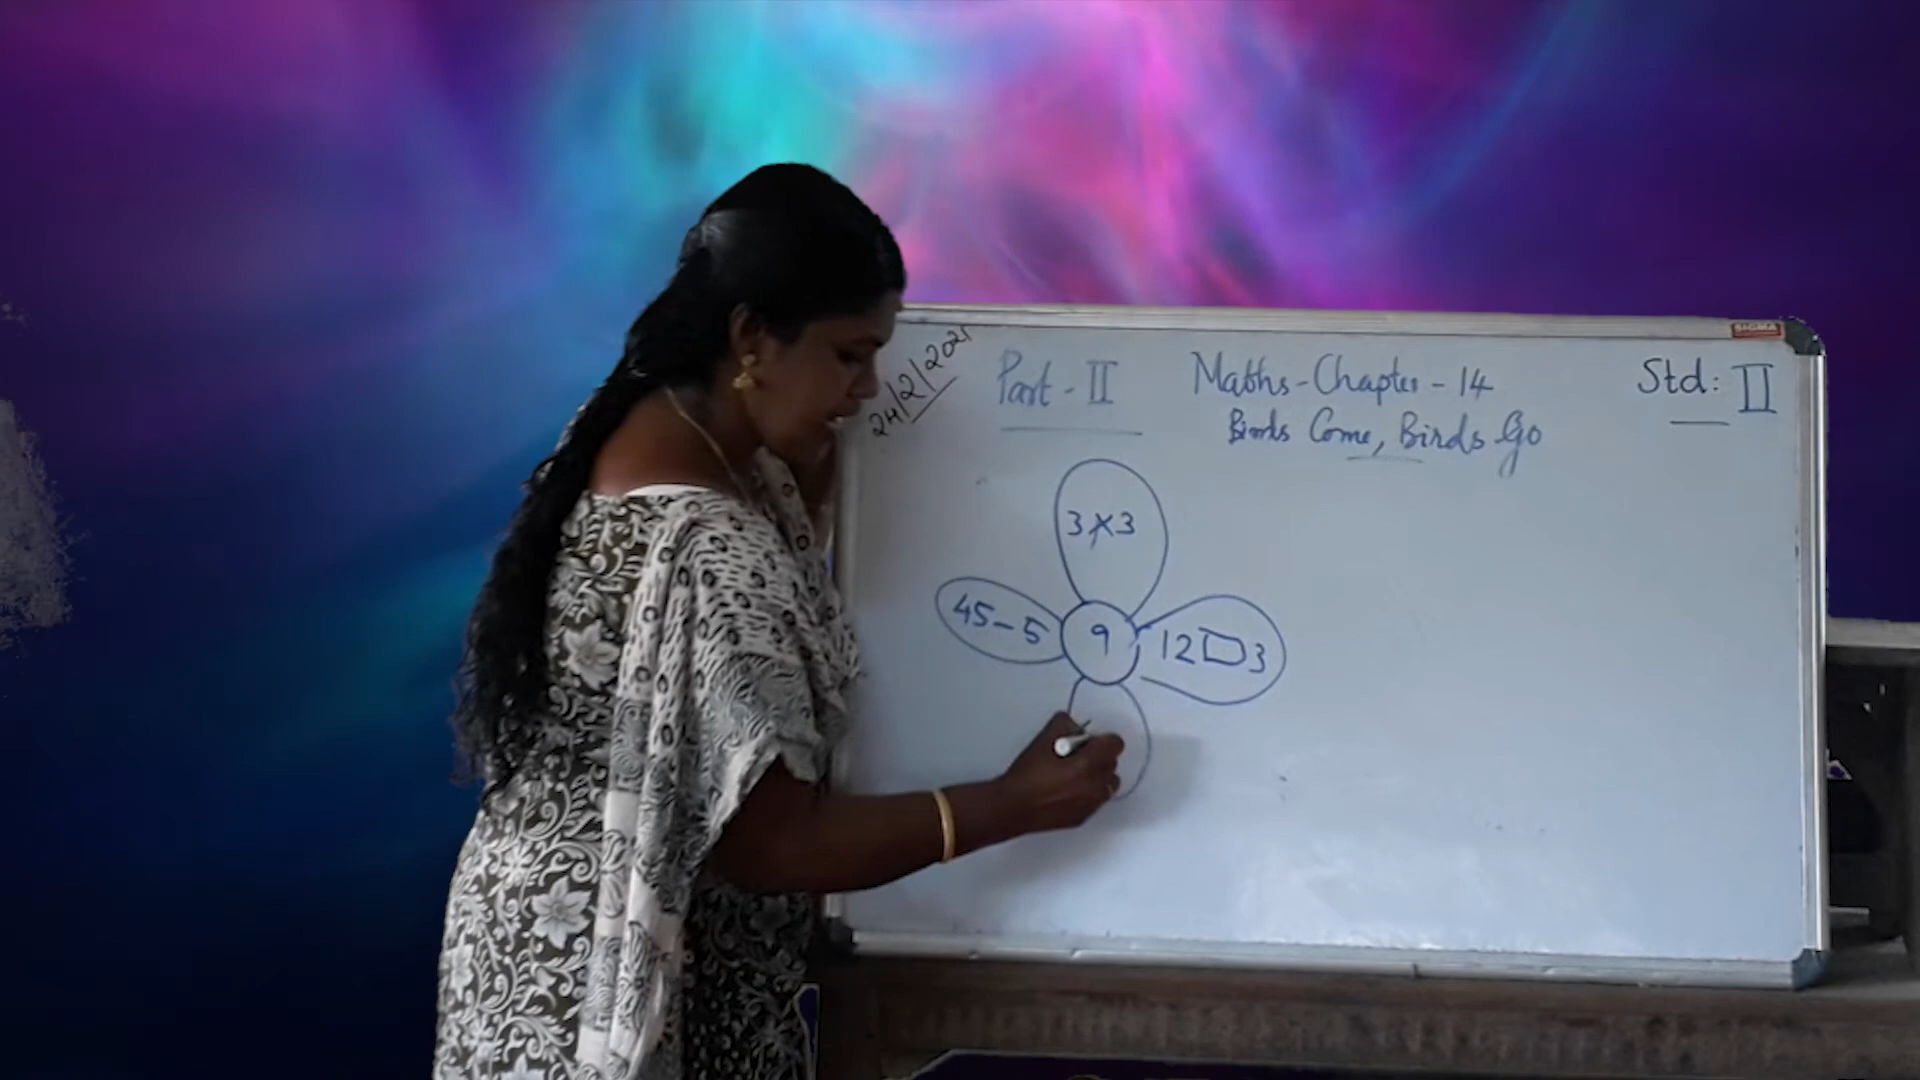 SIGMA
24/2/2021
Part - II
Maths - Chapter - 14
Std: II
Birds Come, Birds Go
3×3
45-5
9
12 3